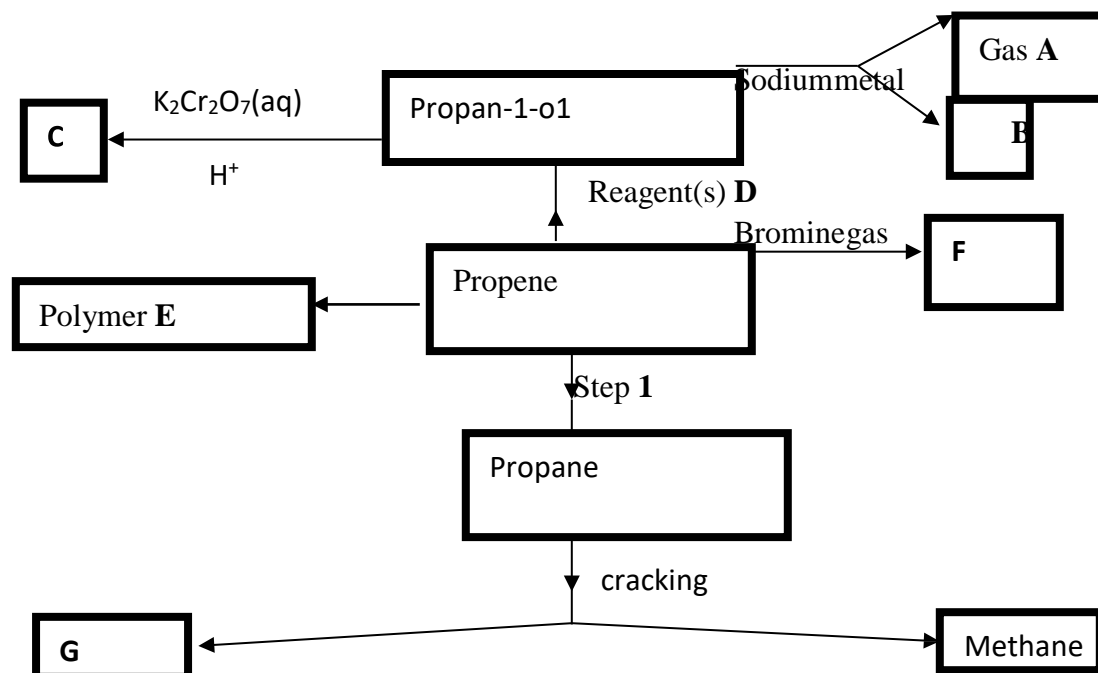 Gas A
Sodiummetal
K₂Cr₂O₇(aq)
Propan-1-o1
C
B
H⁺
Reagent(s) D
Brominegas
F
Propene
Polymer E
Step 1
Propane
cracking
G
Methane